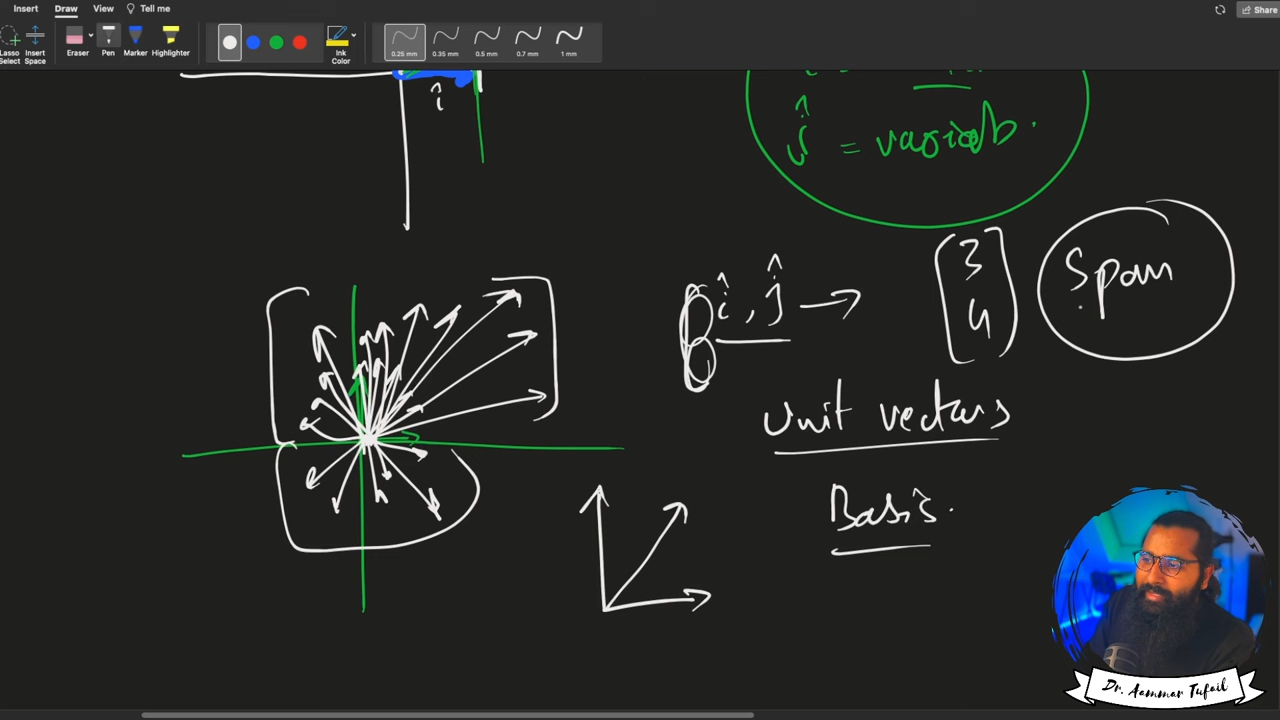 Insert Draw View Tell me Share
Lasso Select
Insert Space
Eraser
Pen
Marker
Highlighter
Ink Color
0.25 mm
0.35 mm
0.5 mm
0.7 mm
1 mm
î
ĵ = variab.
î, ĵ → [3 4]
Span
Unit vectors
Basis.
Dr. Aammar Tufail